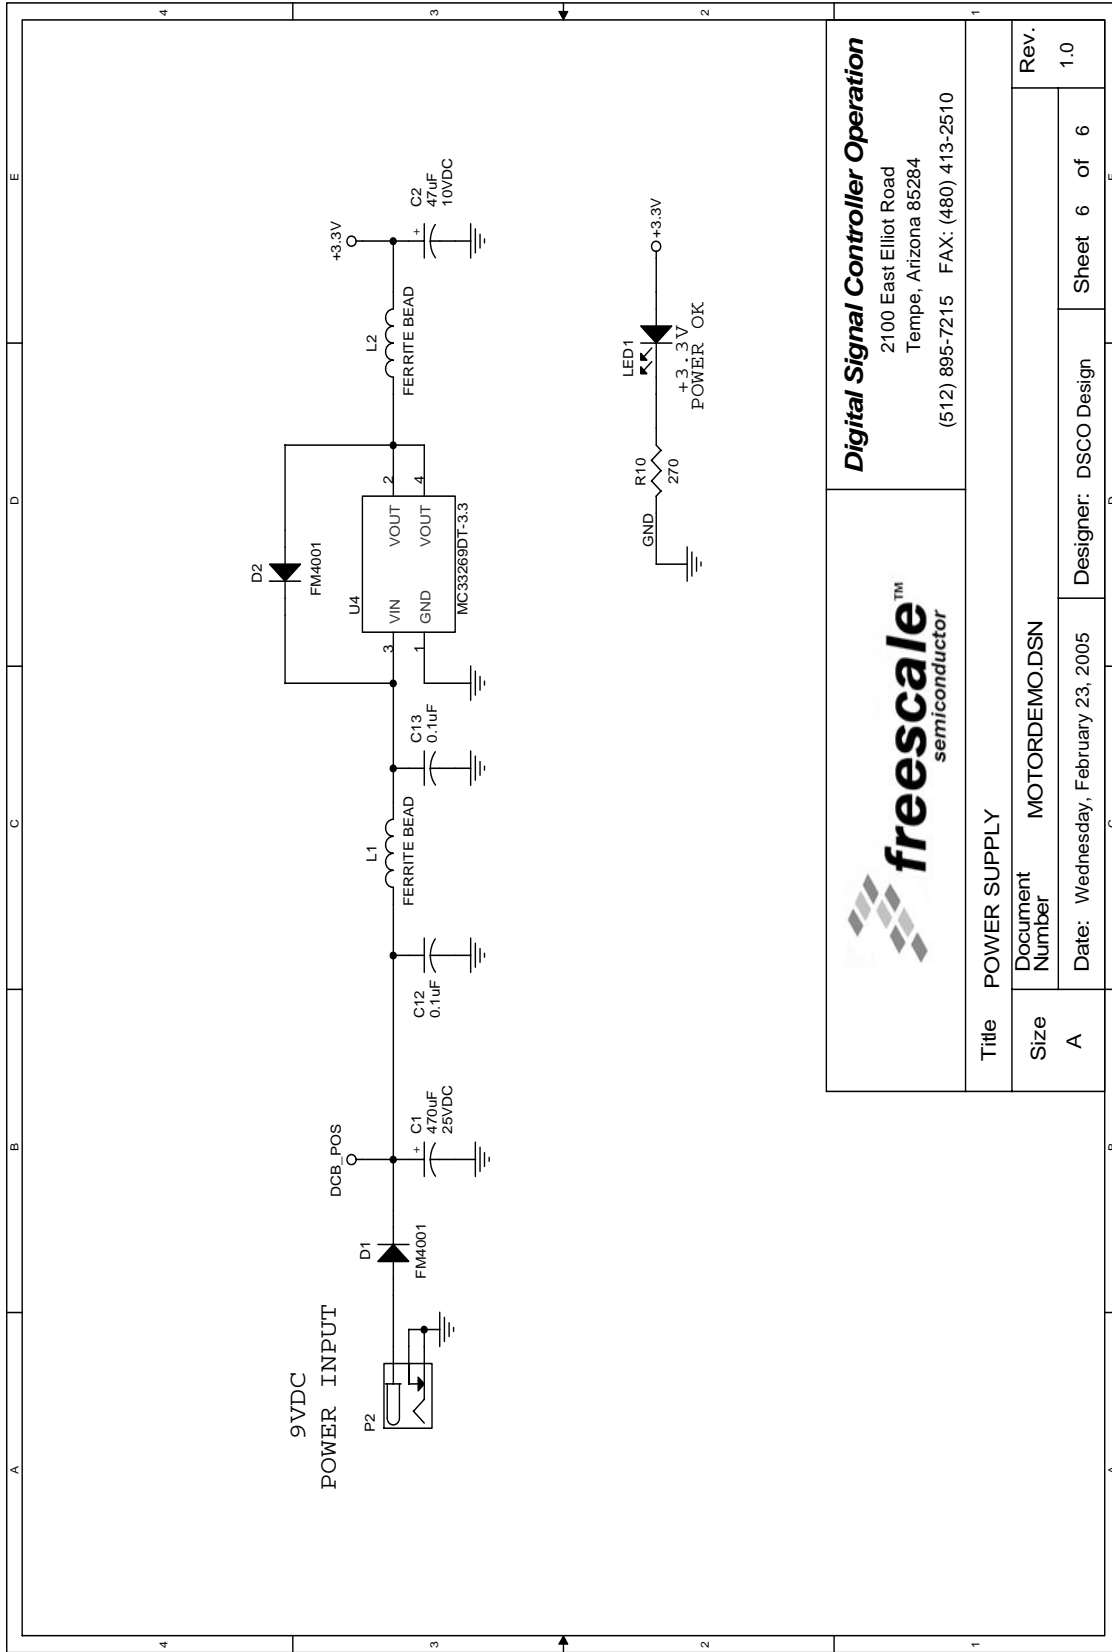 A
B
C
D
E
4
3
2
1
9VDC
POWER INPUT
P2
D1
FM4001
DCB_POS
C1
470uF
25VDC
+
C12
0.1uF
L1
FERRITE BEAD
C13
0.1uF
D2
FM4001
U4
3
VIN
VOUT
2
1
GND
VOUT
4
MC33269DT-3.3
L2
FERRITE BEAD
+3.3V
C2
47uF
10VDC
+
GND
R10
270
LED1
+3.3V
+3.3V
POWER OK
freescale™
semiconductor
Digital Signal Controller Operation
2100 East Elliot Road
Tempe, Arizona 85284
(512) 895-7215 FAX: (480) 413-2510
Title POWER SUPPLY
Size
A
Document
Number
MOTORDEMO.DSN
Rev.
1.0
Date: Wednesday, February 23, 2005
Designer: DSCO Design
Sheet 6 of 6
4
3
2
1
A
B
C
D
E